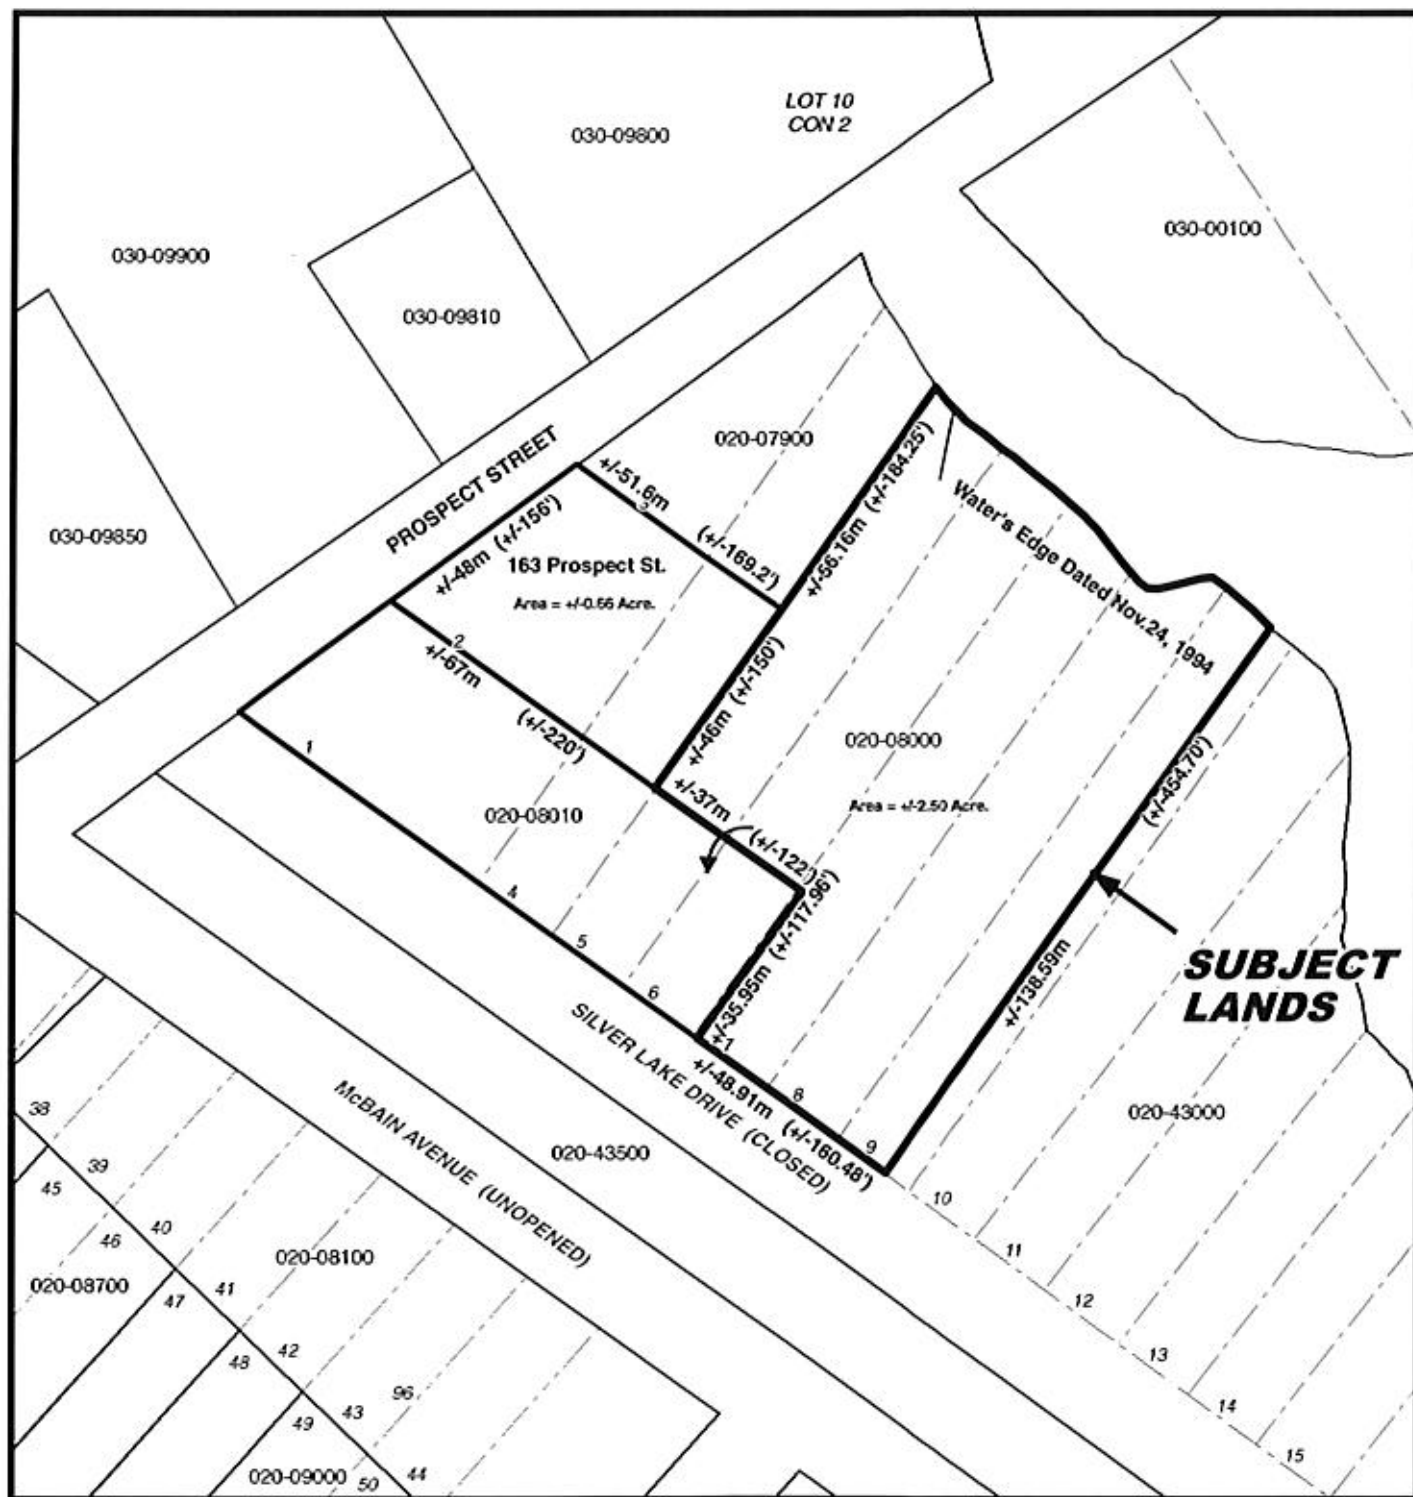 LOT 10
CON 2
030-09800
030-00100
030-09900
030-09810
030-09850
PROSPECT STREET
020-07900
+/-51.6m
3
(+/-169.2')
+/-48m (+/-156')
163 Prospect St.
Area = +/-0.66 Acre.
+/-56.16m (+/-184.25')
Water's Edge Dated Nov.24, 1994
2
+/-67m
(+/-220')
+/-46m (+/-150')
1
020-08000
Area = +/-2.50 Acre.
(+/-454.70')
+/-138.59m
020-08010
+/-37m
(+/-122')
+/-35.95m (+/-117.96')
4
5
6
SUBJECT
LANDS
SILVER LAKE DRIVE (CLOSED)
+/-48.91m (+/-160.48')
8
9
020-43000
McBAIN AVENUE (UNOPENED)
020-43500
10
11
12
13
14
15
38
39
40
41
42
43
44
45
46
47
48
49
50
96
020-08100
020-08700
020-09000